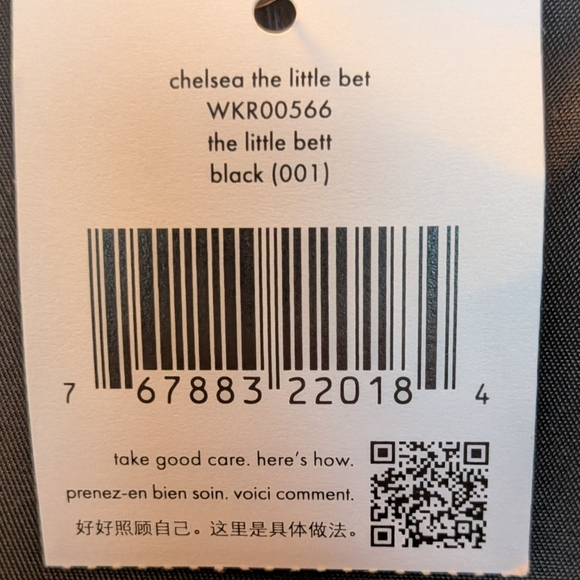 chelsea the little bet
WKR00566
the little bett
black (001)
7 67883 22018 4
take good care. here's how.
prenez-en bien soin. voici comment.
好好照顾自己。这里是具体做法。